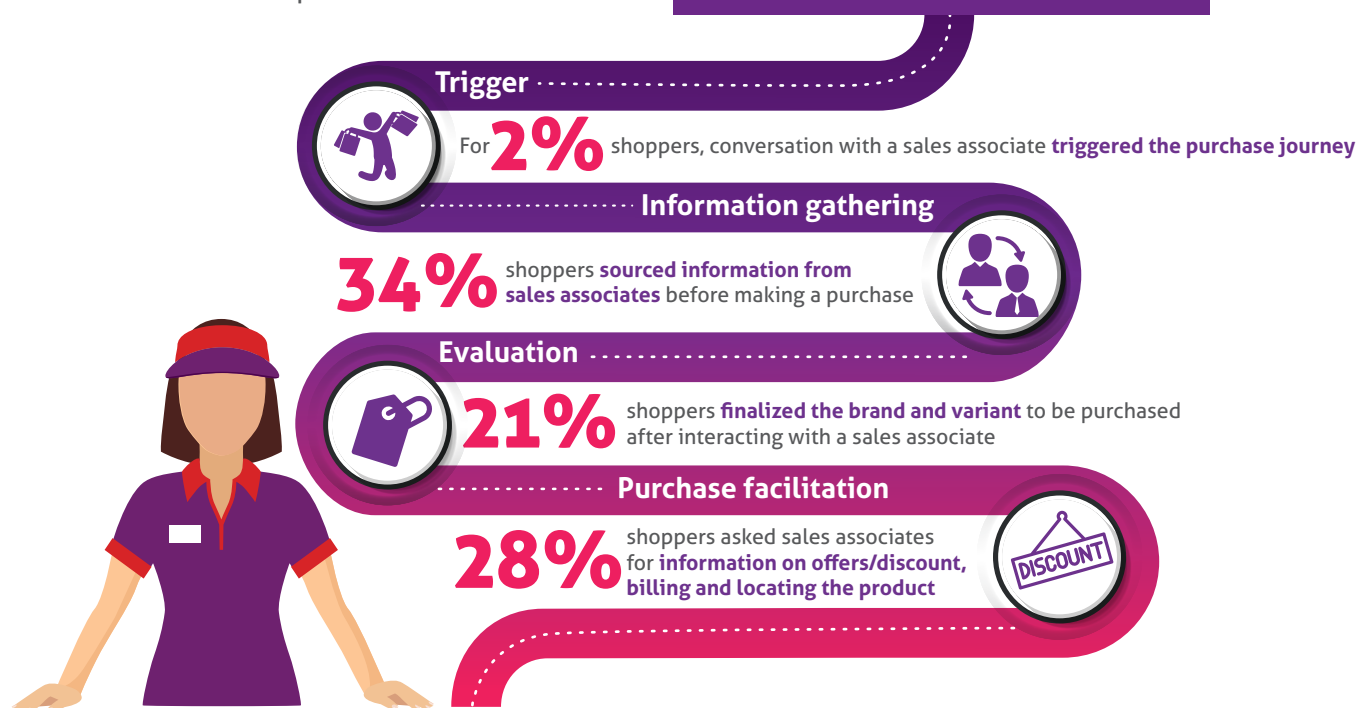 Trigger
For 2% shoppers, conversation with a sales associate triggered the purchase journey
Information gathering
34% shoppers sourced information from
sales associates before making a purchase
Evaluation
21% shoppers finalized the brand and variant to be purchased
after interacting with a sales associate
Purchase facilitation
28% shoppers asked sales associates
for information on offers/discount,
billing and locating the product
DISCOUNT